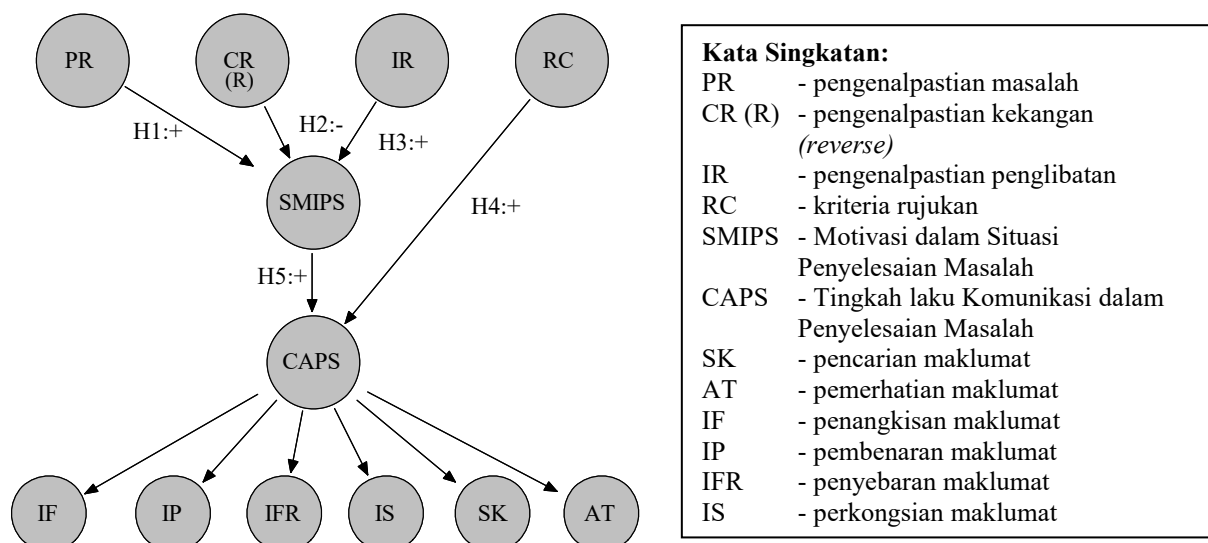 PR
CR
(R)
IR
RC
H1:+
H2:-
H3:+
SMIPS
H4:+
H5:+
CAPS
IF
IP
IFR
IS
SK
AT
Kata Singkatan:
PR - pengenalpastian masalah
CR (R) - pengenalpastian kekangan
(reverse)
IR - pengenalpastian penglibatan
RC - kriteria rujukan
SMIPS - Motivasi dalam Situasi
Penyelesaian Masalah
CAPS - Tingkah laku Komunikasi dalam
Penyelesaian Masalah
SK - pencarian maklumat
AT - pemerhatian maklumat
IF - penangkisan maklumat
IP - pembenaran maklumat
IFR - penyebaran maklumat
IS - perkongsian maklumat